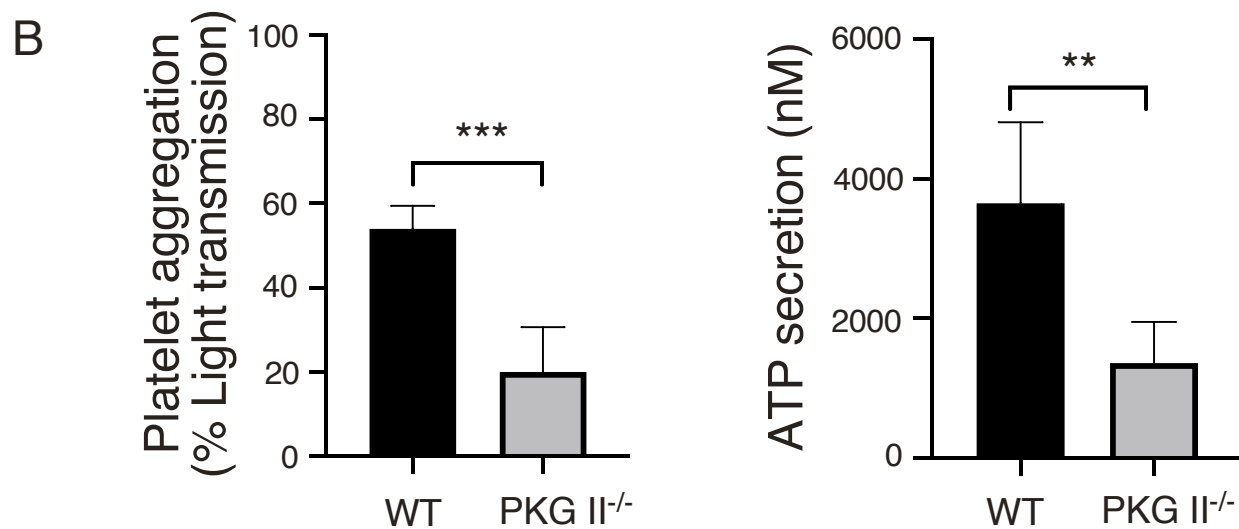 B
Platelet aggregation
(% Light transmission)
100
80
60
40
20
0
***
WT
PKG II-/-
ATP secretion (nM)
6000
4000
2000
0
**
WT
PKG II-/-